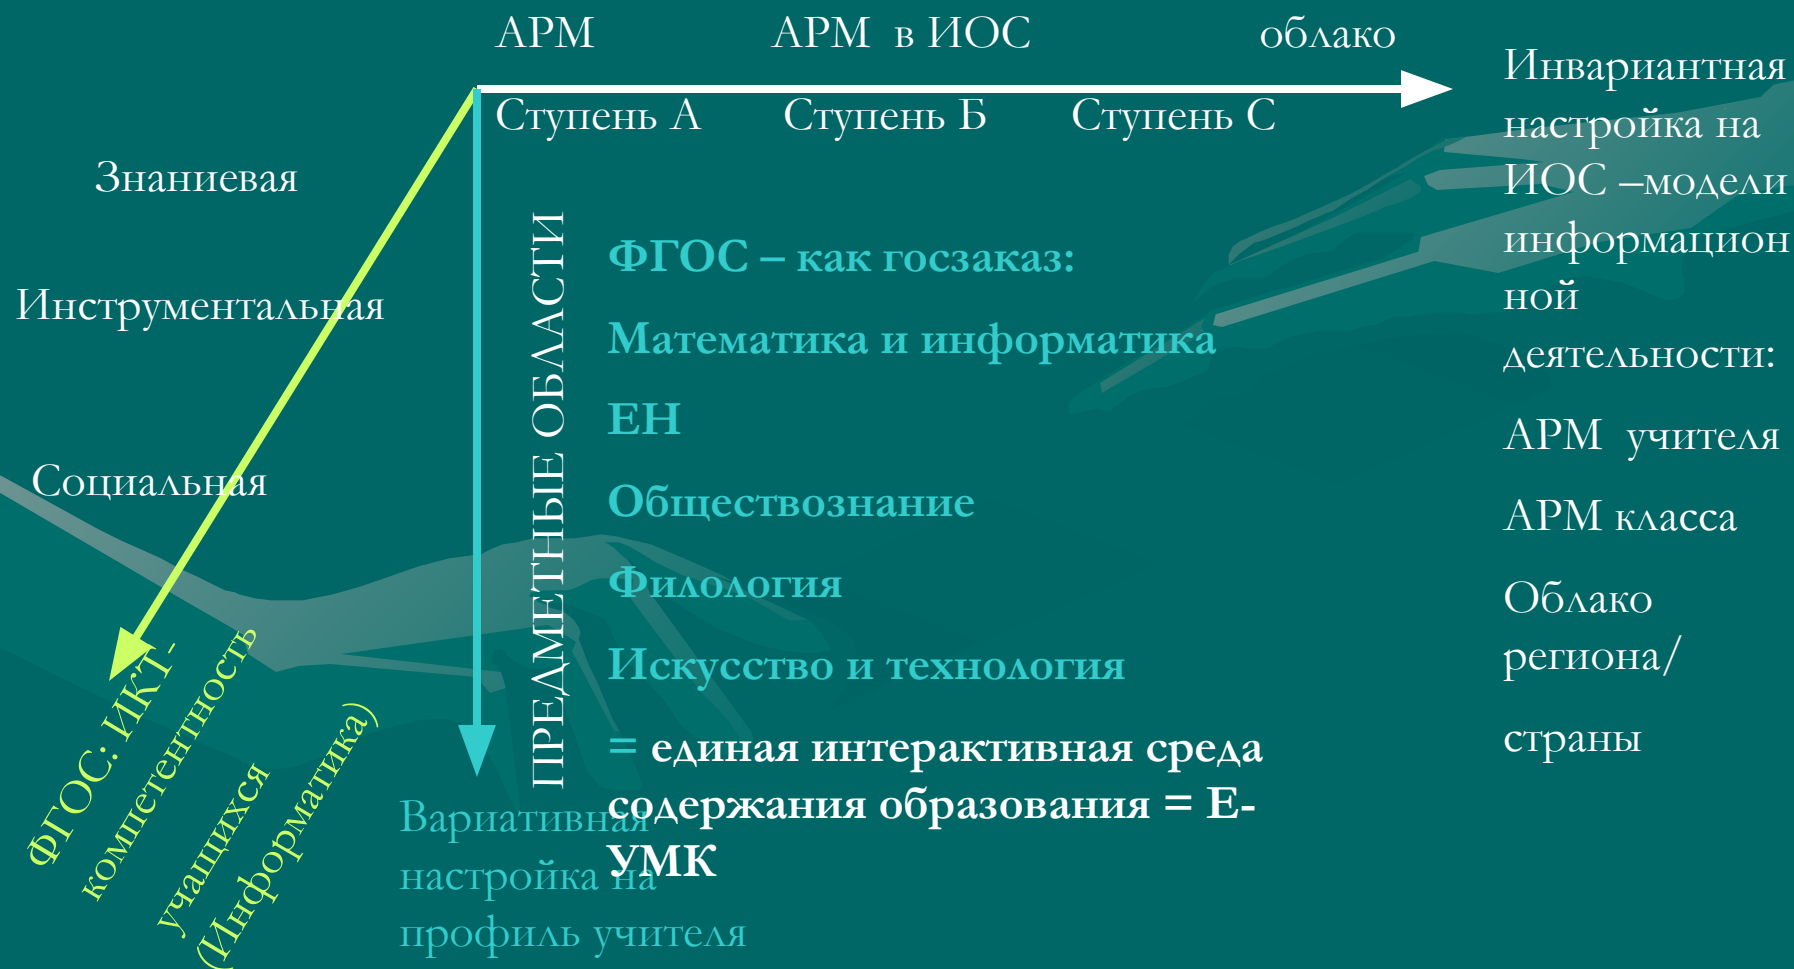 АРМ
АРМ в ИОС
облако
Ступень А
Ступень Б
Ступень С
Знаниевая
Инструментальная
Социальная
ФГОС: ИКТ-
компетентность
учащихся
(Информатика)
ПРЕДМЕТНЫЕ ОБЛАСТИ
Вариативная
настройка на
профиль учителя
ФГОС – как госзаказ:
Математика и информатика
ЕН
Обществознание
Филология
Искусство и технология
= единая интерактивная среда
содержания образования = Е-
УМК
Инвариантная
настройка на
ИОС –модели
информацион
ной
деятельности:
АРМ учителя
АРМ класса
Облако
региона/
страны